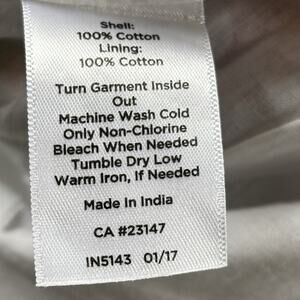 Shell:
100% Cotton
Lining:
100% Cotton
Turn Garment Inside
Out
Machine Wash Cold
Only Non-Chlorine
Bleach When Needed
Tumble Dry Low
Warm Iron, If Needed
Made In India
CA #23147
IN5143 01/17